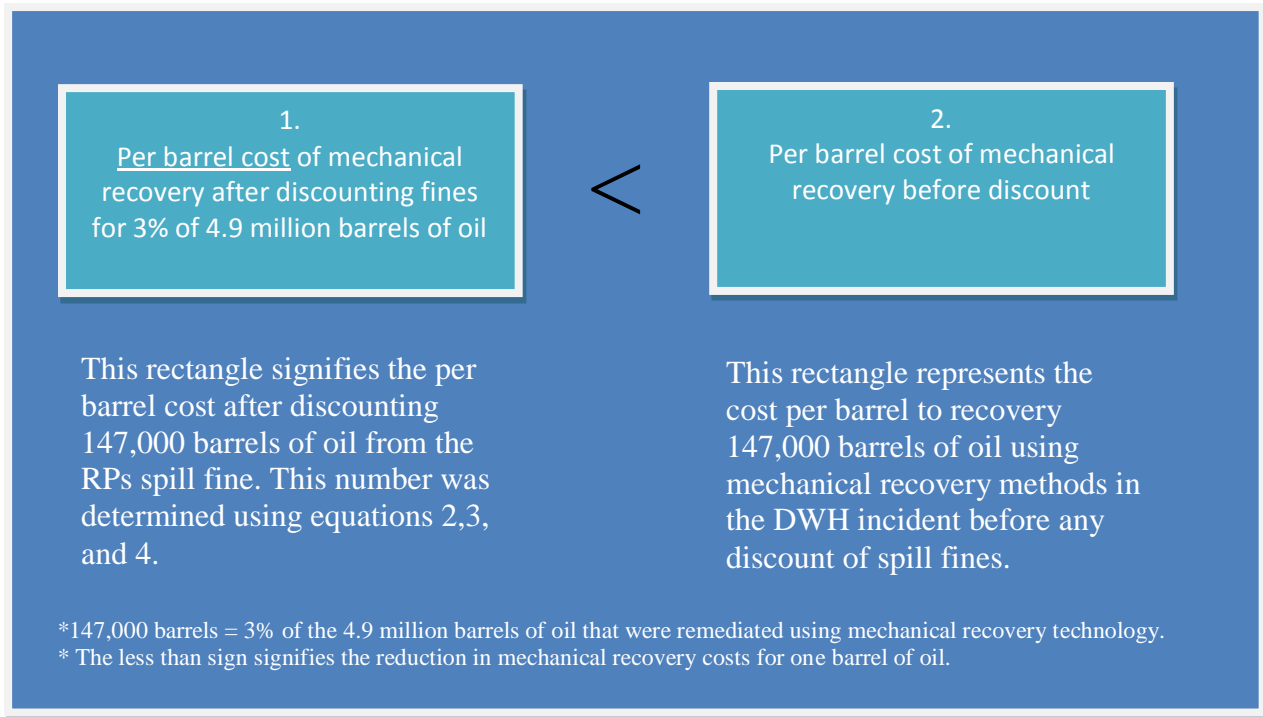 1.
Per barrel cost of mechanical
recovery after discounting fines
for 3% of 4.9 million barrels of oil
<
2.
Per barrel cost of mechanical
recovery before discount
This rectangle signifies the per
barrel cost after discounting
147,000 barrels of oil from the
RPs spill fine. This number was
determined using equations 2,3,
and 4.
This rectangle represents the
cost per barrel to recovery
147,000 barrels of oil using
mechanical recovery methods in
the DWH incident before any
discount of spill fines.
*147,000 barrels = 3% of the 4.9 million barrels of oil that were remediated using mechanical recovery technology.
* The less than sign signifies the reduction in mechanical recovery costs for one barrel of oil.